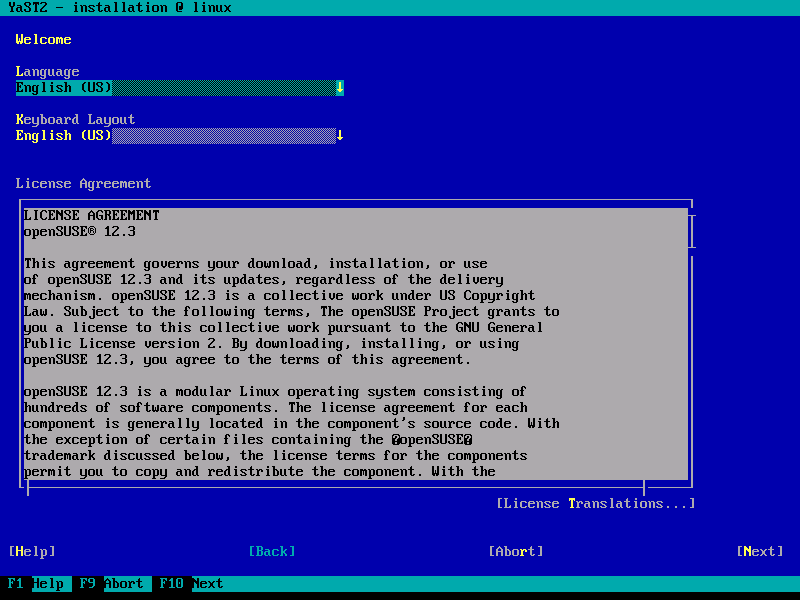 YaST2 - installation @ linux
Welcome
Language
English (US) ↓
Keyboard Layout
English (US) ↓
License Agreement
LICENSE AGREEMENT
openSUSE® 12.3
This agreement governs your download, installation, or use
of openSUSE 12.3 and its updates, regardless of the delivery
mechanism. openSUSE 12.3 is a collective work under US Copyright
Law. Subject to the following terms, The openSUSE Project grants to
you a license to this collective work pursuant to the GNU General
Public License version 2. By downloading, installing, or using
openSUSE 12.3, you agree to the terms of this agreement.
openSUSE 12.3 is a modular Linux operating system consisting of
hundreds of software components. The license agreement for each
component is generally located in the component's source code. With
the exception of certain files containing the �openSUSE�
trademark discussed below, the license terms for the components
permit you to copy and redistribute the component. With the
[License Translations...]
[Help] [Back] [Abort] [Next]
F1 Help F9 Abort F10 Next